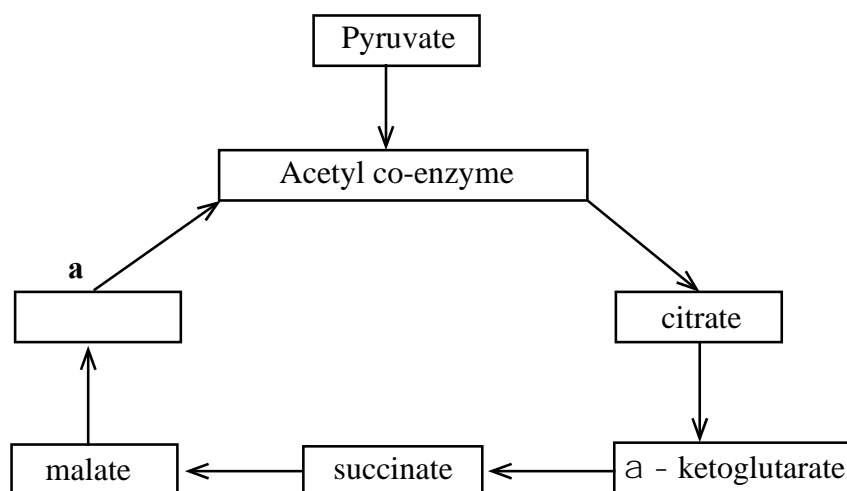 Pyruvate
Acetyl co-enzyme
a
citrate
malate
succinate
a - ketoglutarate